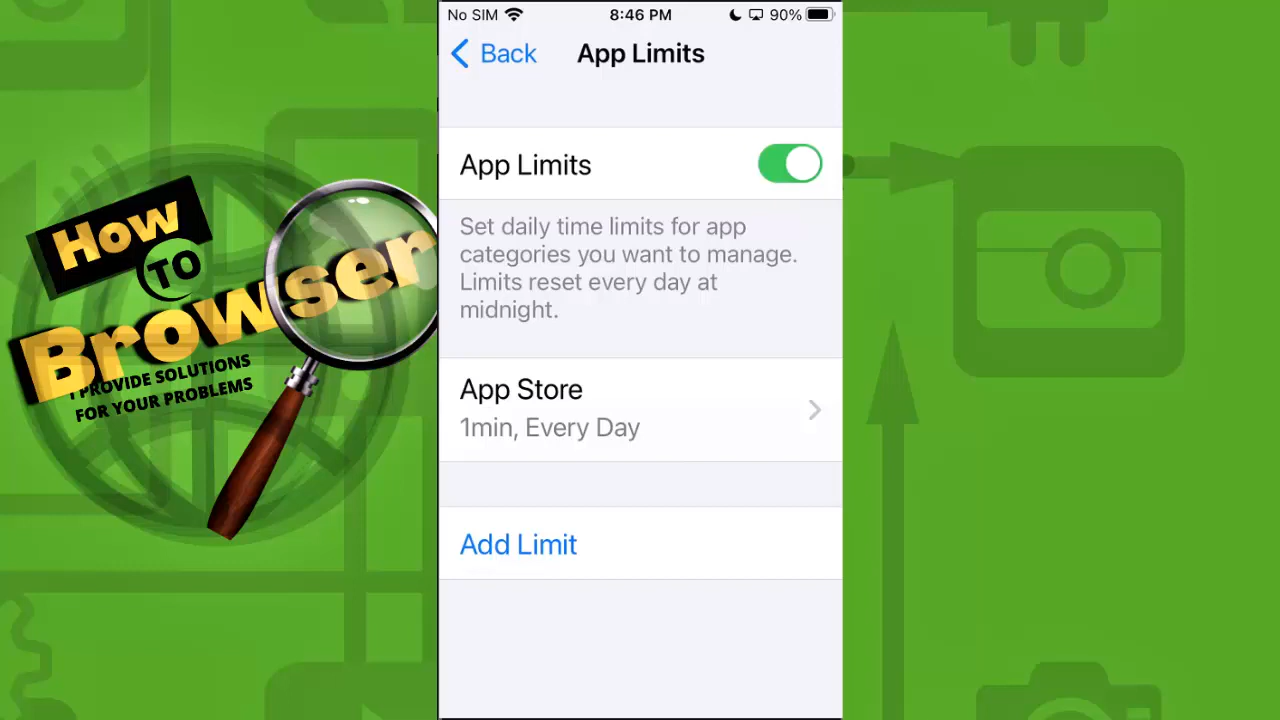 No SIM 8:46 PM 90%
Back App Limits
App Limits
Set daily time limits for app
categories you want to manage.
Limits reset every day at
midnight.
App Store
1min, Every Day
Add Limit
How
TO
Browser
I PROVIDE SOLUTIONS
FOR YOUR PROBLEMS